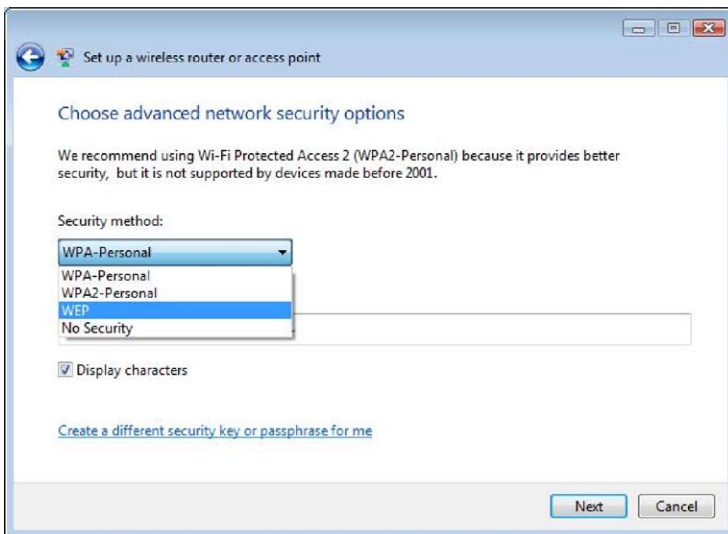 Set up a wireless router or access point
Choose advanced network security options
We recommend using Wi-Fi Protected Access 2 (WPA2-Personal) because it provides better
security, but it is not supported by devices made before 2001.
Security method:
WPA-Personal
WPA-Personal
WPA2-Personal
WEP
No Security
Display characters
Create a different security key or passphrase for me
Next
Cancel